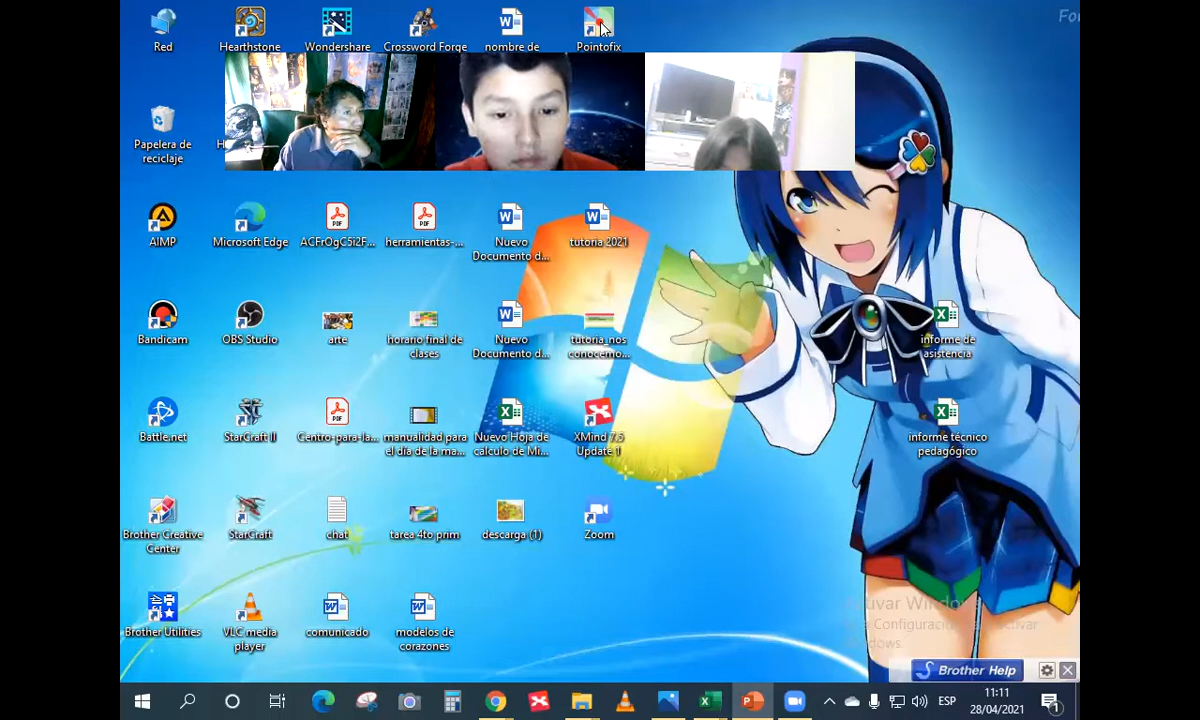 Red
Hearthstone
Wondershare
Crossword Forge
nombre de
Pointofix
Papelera de
reciclaje
AIMP
Microsoft Edge
ACFrOgC5i2F...
herramientas-...
Nuevo
Documento d...
tutoria 2021
Bandicam
OBS Studio
arte
horario final de
clases
Nuevo
Documento d...
tutoria_nos
conocemo...
informe de
asistencia
Battle.net
StarCraft II
Centro-para-la...
manualidad para
el día de la ma...
Nuevo Hoja de
cálculo de Mi...
XMind 7.5
Update 1
informe técnico
pedagógico
Brother Creative
Center
StarCraft
chat
tarea 4to prim
descarga (1)
Zoom
Brother Utilities
VLC media
player
comunicado
modelos de
corazones
Brother Help
ESP
11:11
28/04/2021
1